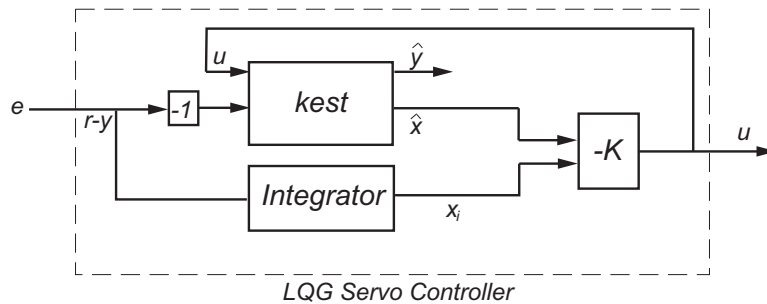 u
ŷ
kest
e
r-y
-1
x̂
-K
u
Integrator
xᵢ
LQG Servo Controller